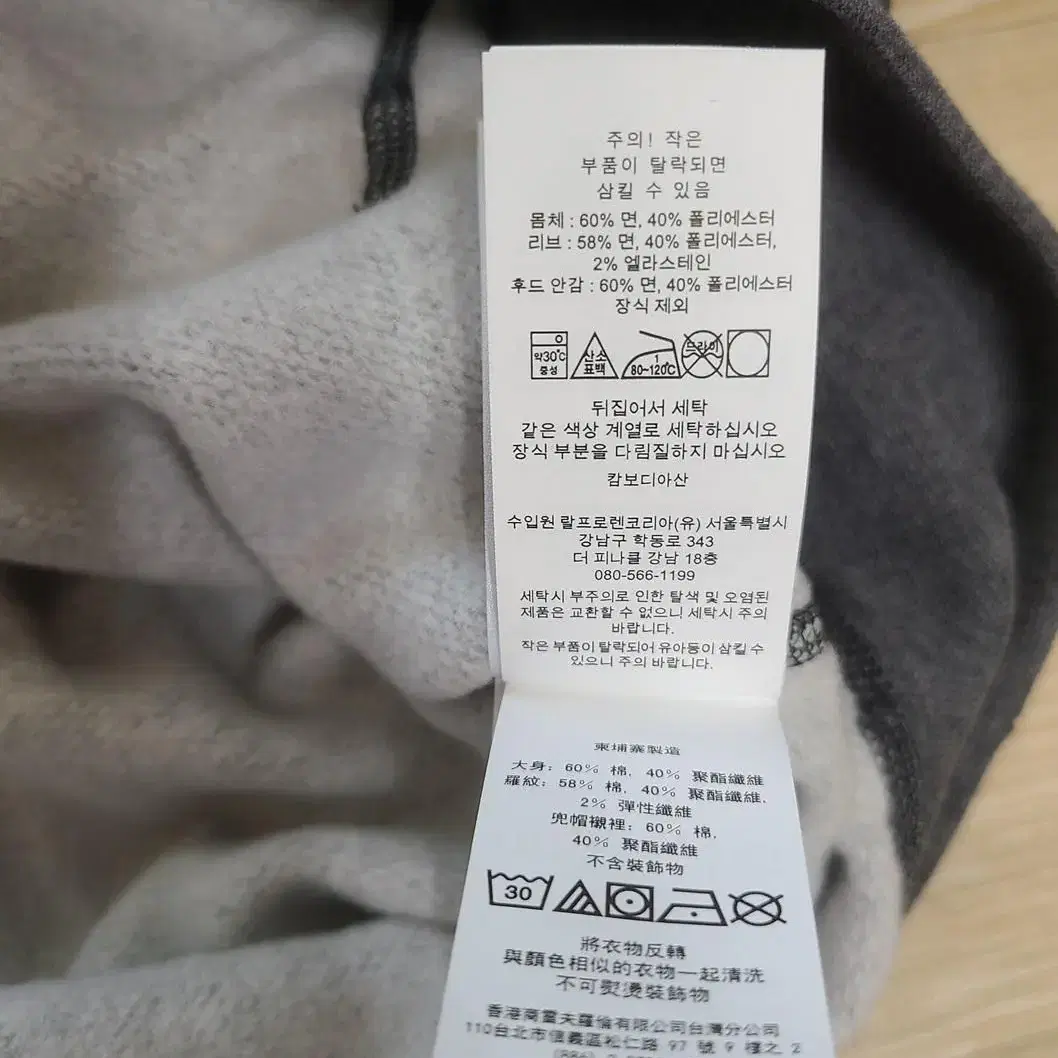 주의! 작은
부품이 탈락되면
삼킬 수 있음
몸체 : 60% 면, 40% 폴리에스터
리브 : 58% 면, 40% 폴리에스터,
2% 엘라스테인
후드 안감 : 60% 면, 40% 폴리에스터
장식 제외
약30℃ 중성 산소 표백 1 80~120℃ 드라이
뒤집어서 세탁
같은 색상 계열로 세탁하십시오
장식 부분을 다림질하지 마십시오
캄보디아산
수입원 랄프로렌코리아(유) 서울특별시
강남구 학동로 343
더 피나클 강남 18층
080-566-1199
세탁시 부주의로 인한 탈색 및 오염된
제품은 교환할 수 없으니 세탁시 주의
바랍니다.
작은 부품이 탈락되어 유아동이 삼킬 수
있으니 주의 바랍니다.
柬埔寨製造
大身: 60% 棉, 40% 聚酯纖維
羅紋: 58% 棉, 40% 聚酯纖維,
2% 彈性纖維
兜帽襯裡: 60% 棉,
40% 聚酯纖維
不含裝飾物
30
將衣物反轉
與顏色相似的衣物一起清洗
不可熨燙裝飾物
香港商雷夫羅倫有限公司台灣分公司
110台北市信義區松仁路 97 號 9 樓之 2